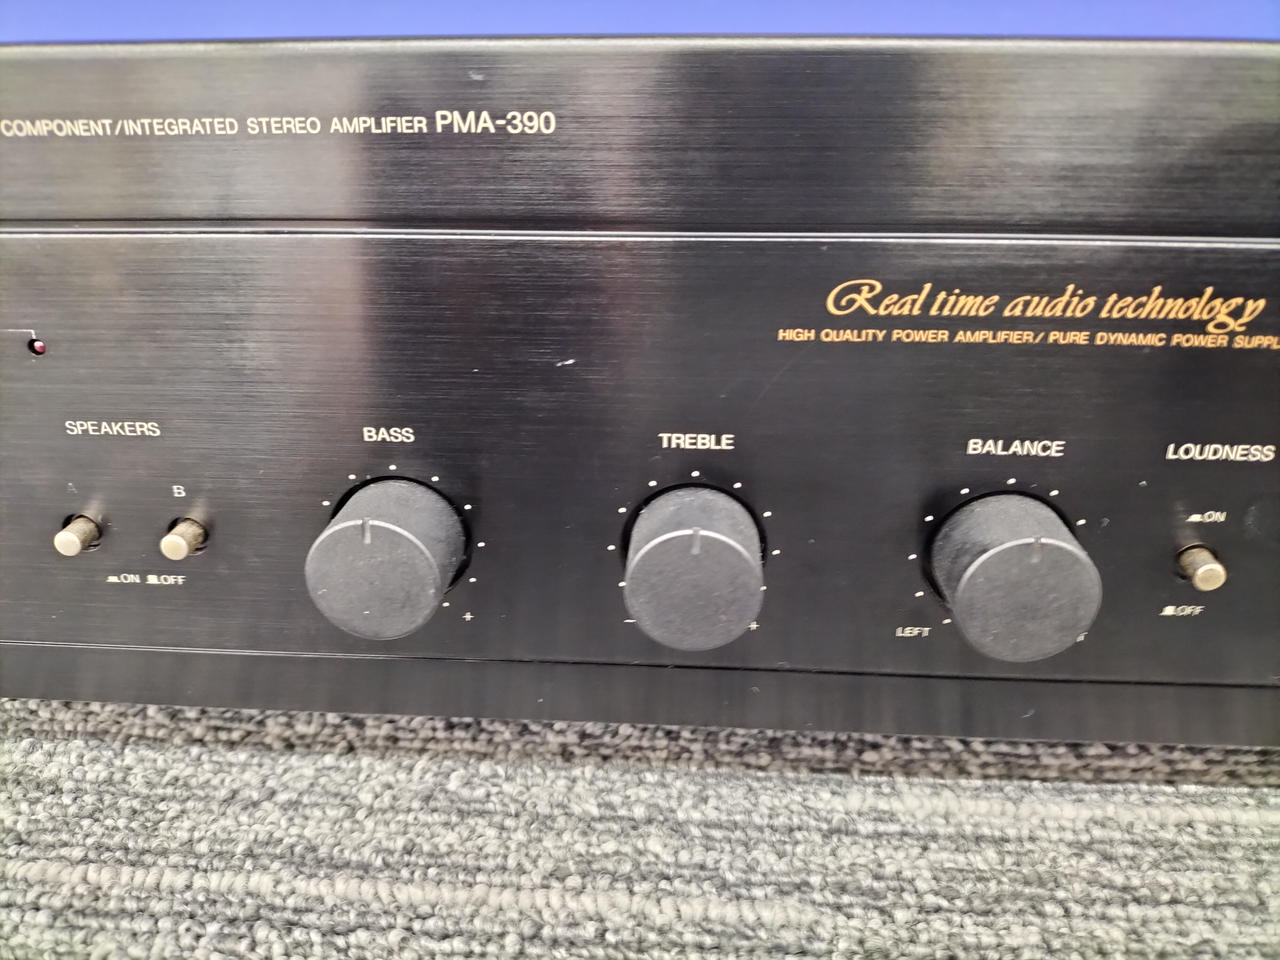 COMPONENT/INTEGRATED STEREO AMPLIFIER PMA-390
Real time audio technology
HIGH QUALITY POWER AMPLIFIER/ PURE DYNAMIC POWER SUPPL
SPEAKERS
A B
ON OFF
BASS
+
TREBLE
- +
BALANCE
LEFT
LOUDNESS
ON
OFF